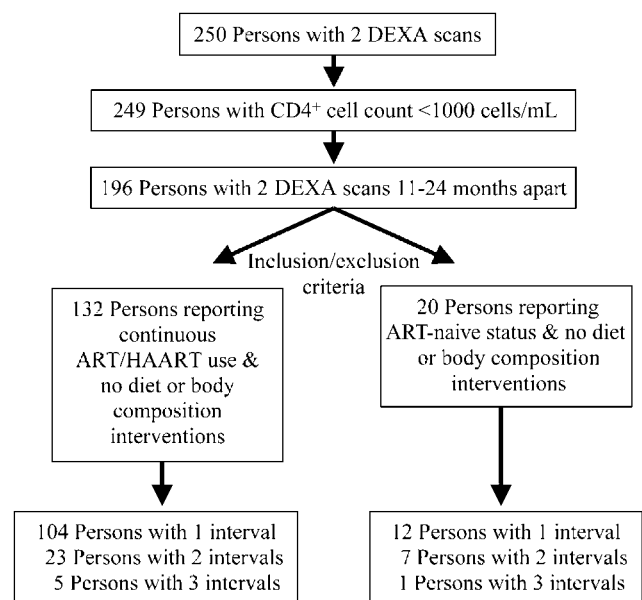 250 Persons with 2 DEXA scans
249 Persons with CD4⁺ cell count <1000 cells/mL
196 Persons with 2 DEXA scans 11-24 months apart
Inclusion/exclusion
criteria
132 Persons reporting
continuous
ART/HAART use &
no diet or body
composition
interventions
20 Persons reporting
ART-naive status & no diet
or body composition
interventions
104 Persons with 1 interval
23 Persons with 2 intervals
5 Persons with 3 intervals
12 Persons with 1 interval
7 Persons with 2 intervals
1 Persons with 3 intervals